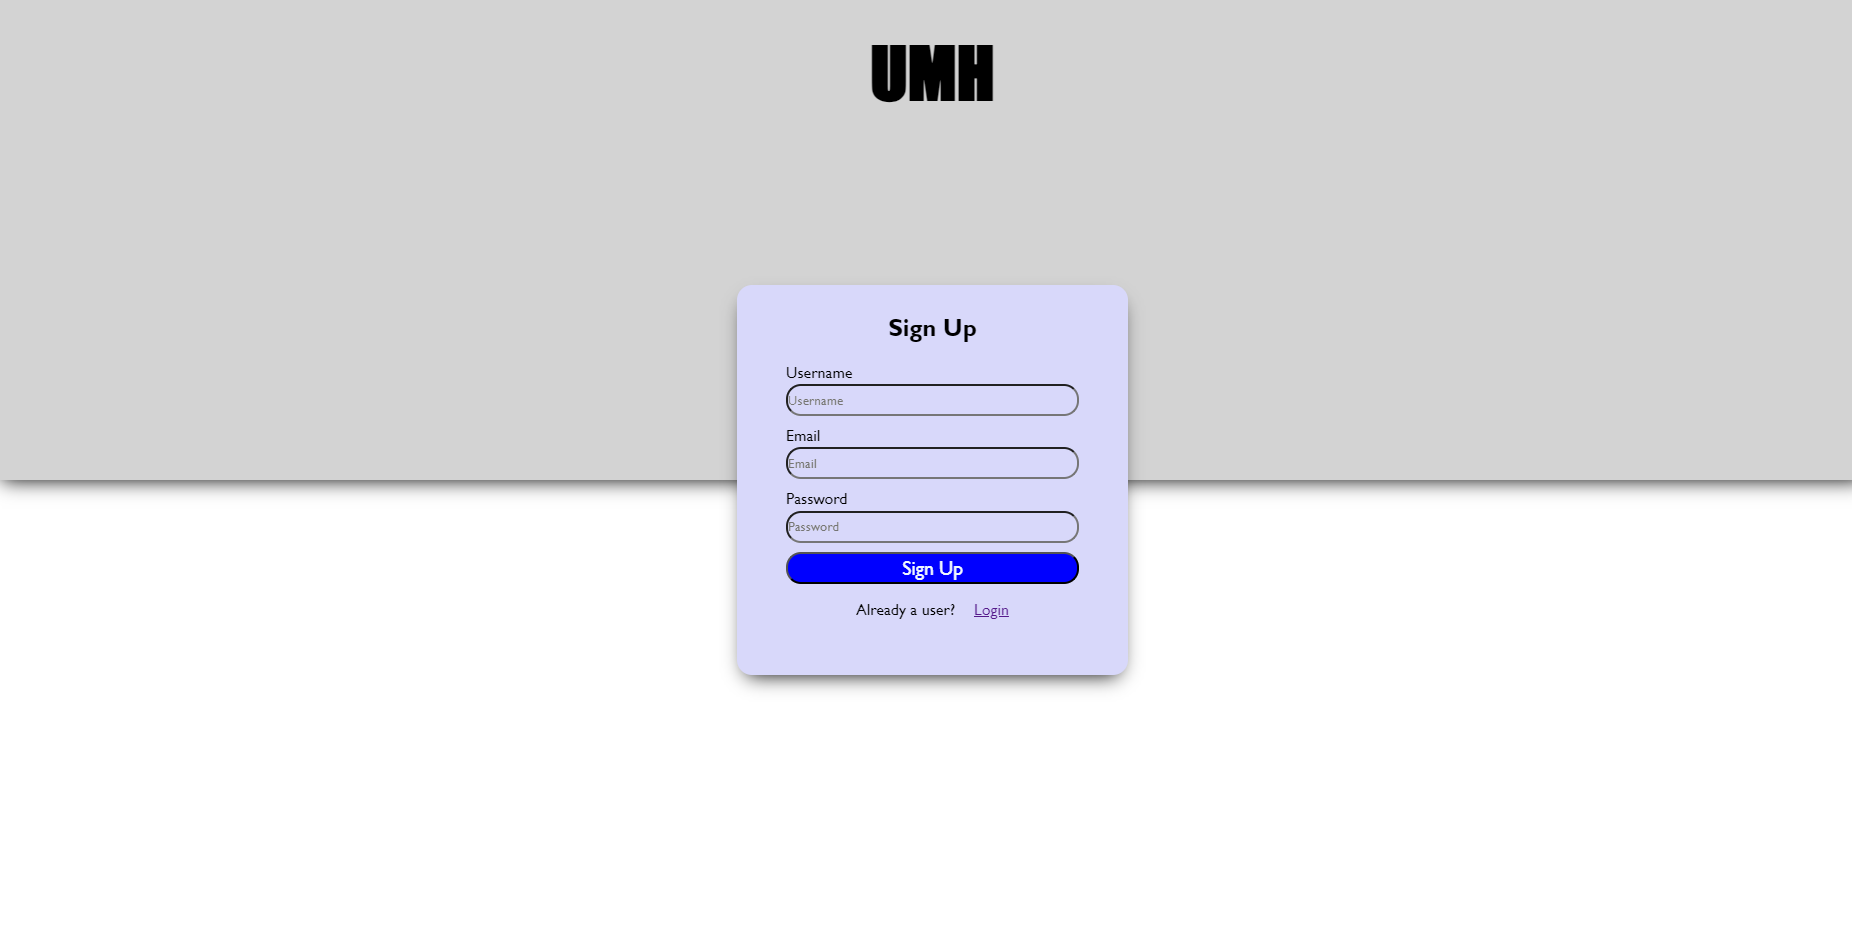 UMH
Sign Up
Username
Username
Email
Email
Password
Password
Sign Up
Already a user? Login